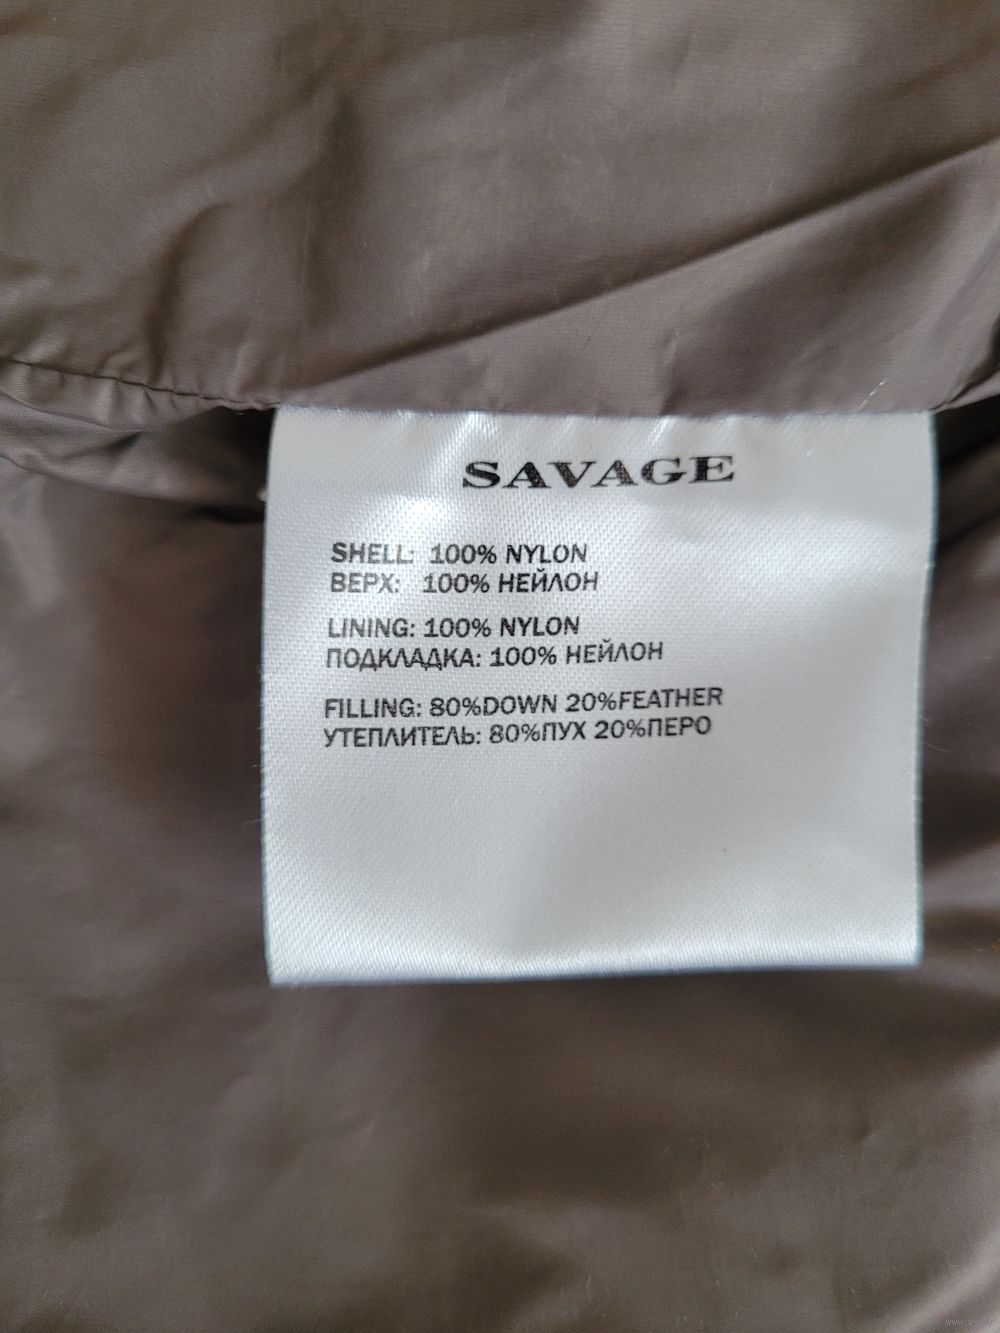 SAVAGE
SHELL: 100% NYLON
ВЕРХ: 100% НЕЙЛОН
LINING: 100% NYLON
ПОДКЛАДКА: 100% НЕЙЛОН
FILLING: 80%DOWN 20%FEATHER
УТЕПЛИТЕЛЬ: 80%ПУХ 20%ПЕРО